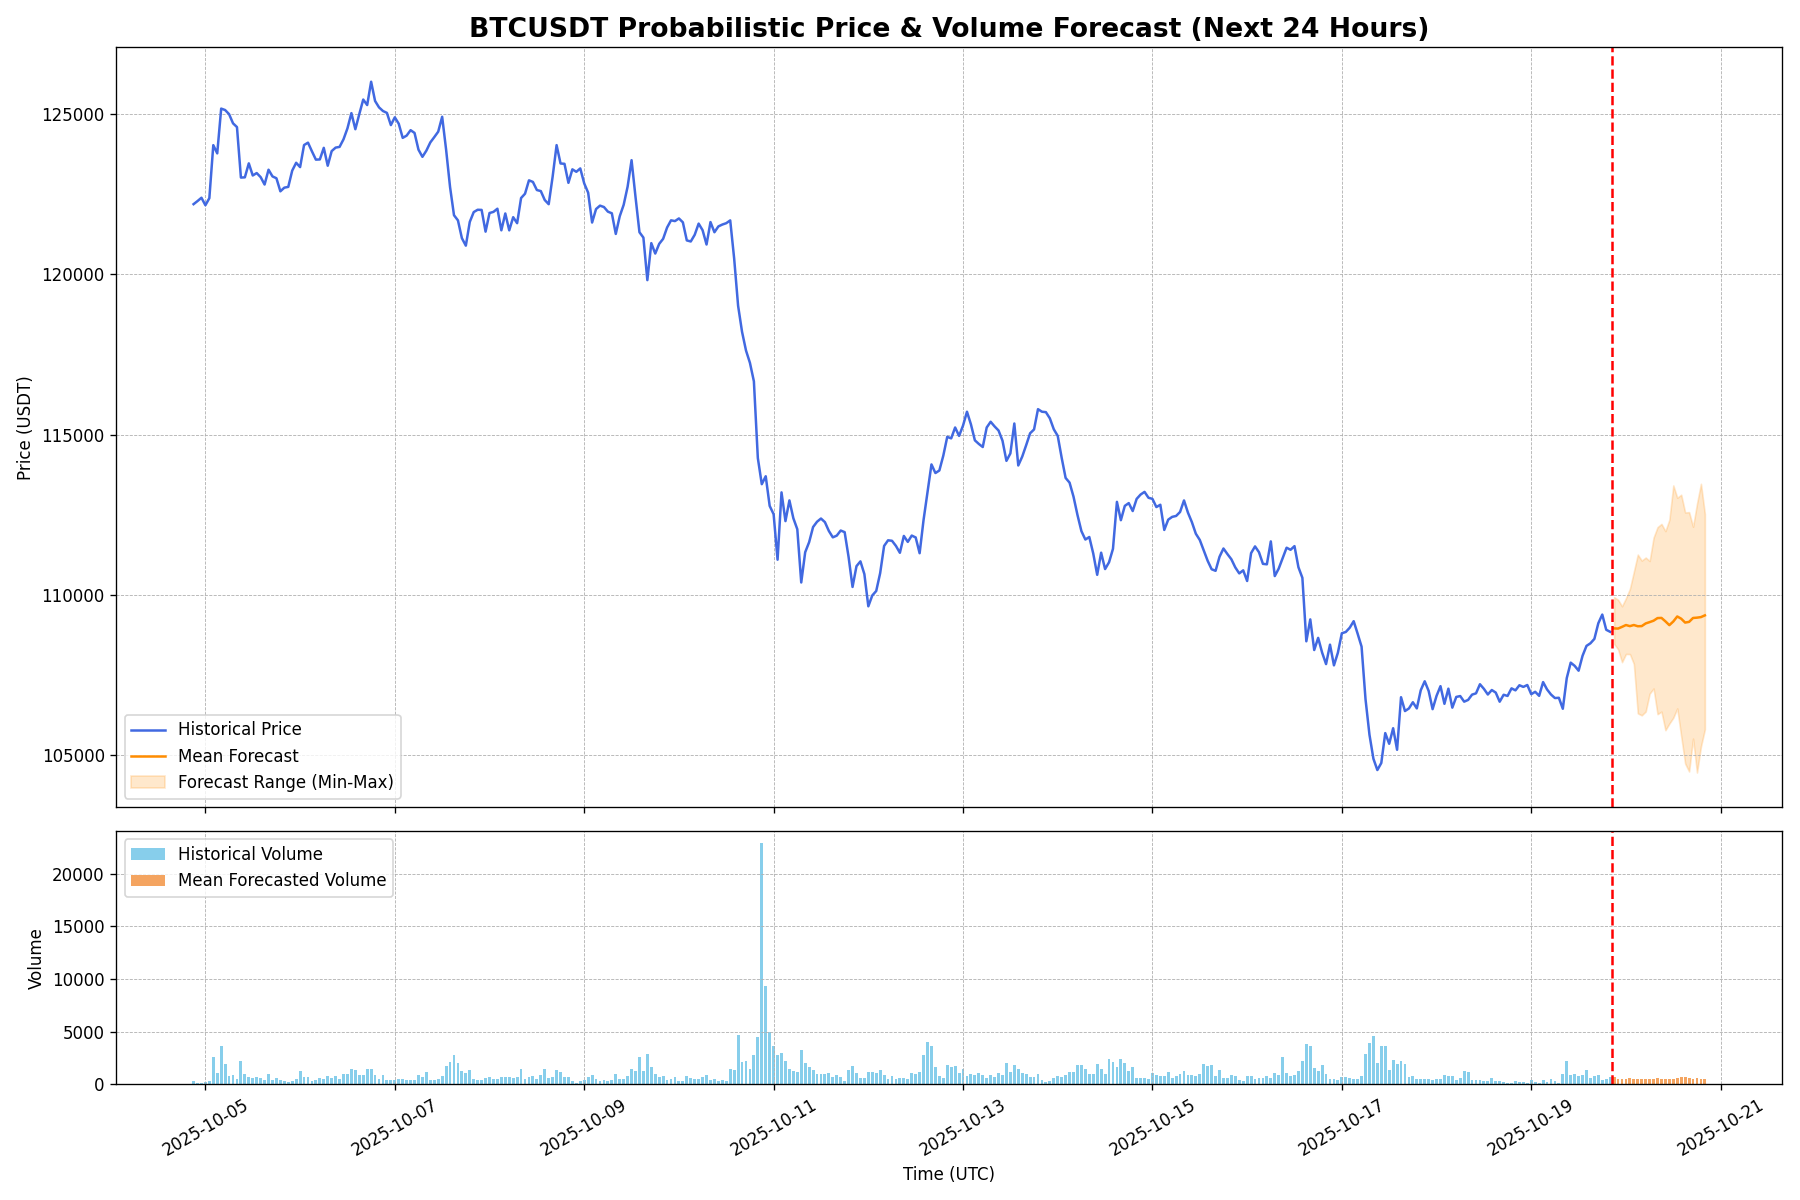 BTCUSDT Probabilistic Price & Volume Forecast (Next 24 Hours)
125000
120000
115000
110000
105000
Price (USDT)
Historical Price
Mean Forecast
Forecast Range (Min-Max)
Historical Volume
Mean Forecasted Volume
20000
15000
10000
5000
0
Volume
2025-10-05
2025-10-07
2025-10-09
2025-10-11
2025-10-13
2025-10-15
2025-10-17
2025-10-19
2025-10-21
Time (UTC)